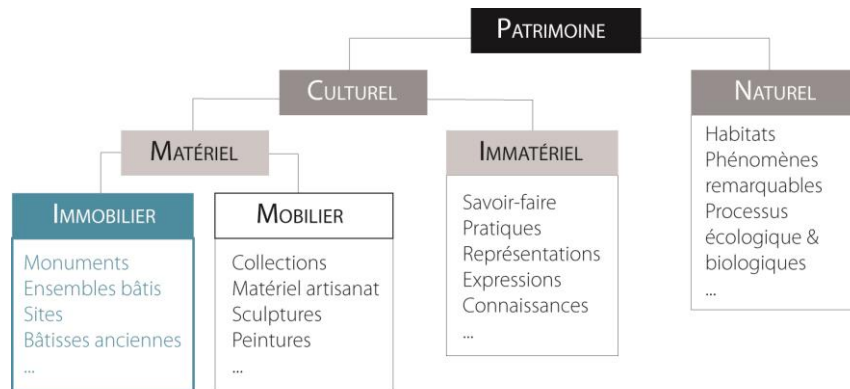 PATRIMOINE
CULTUREL
NATUREL
Habitats
Phénomènes
remarquables
Processus
écologique &
biologiques
...
MATÉRIEL
IMMATÉRIEL
Savoir-faire
Pratiques
Représentations
Expressions
Connaissances
...
IMMOBILIER
Monuments
Ensembles bâtis
Sites
Bâtisses anciennes
...
MOBILIER
Collections
Matériel artisanat
Sculptures
Peintures
...